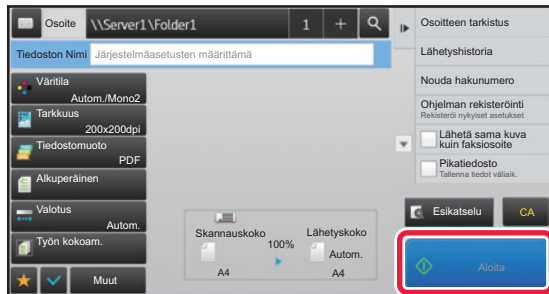 Osoite
\\Server1\Folder1
1
+
Tiedoston Nimi
Järjestelmäasetusten määrittämä
Väritila
Autom./Mono2
Tarkkuus
200x200dpi
Tiedostomuoto
PDF
Alkuperäinen
Valotus
Autom.
Työn kokoam.
Muut
Skannauskoko
100%
Lähetyskoko
Autom.
A4
A4
Osoitteen tarkistus
Lähetyshistoria
Nouda hakunumero
Ohjelman rekisteröinti
Rekisteröi nykyiset asetukset
Lähetä sama kuva
kuin faksiosoite
Pikatiedosto
Tallenna tiedot väliaik.
Esikatselu
CA
Aloita